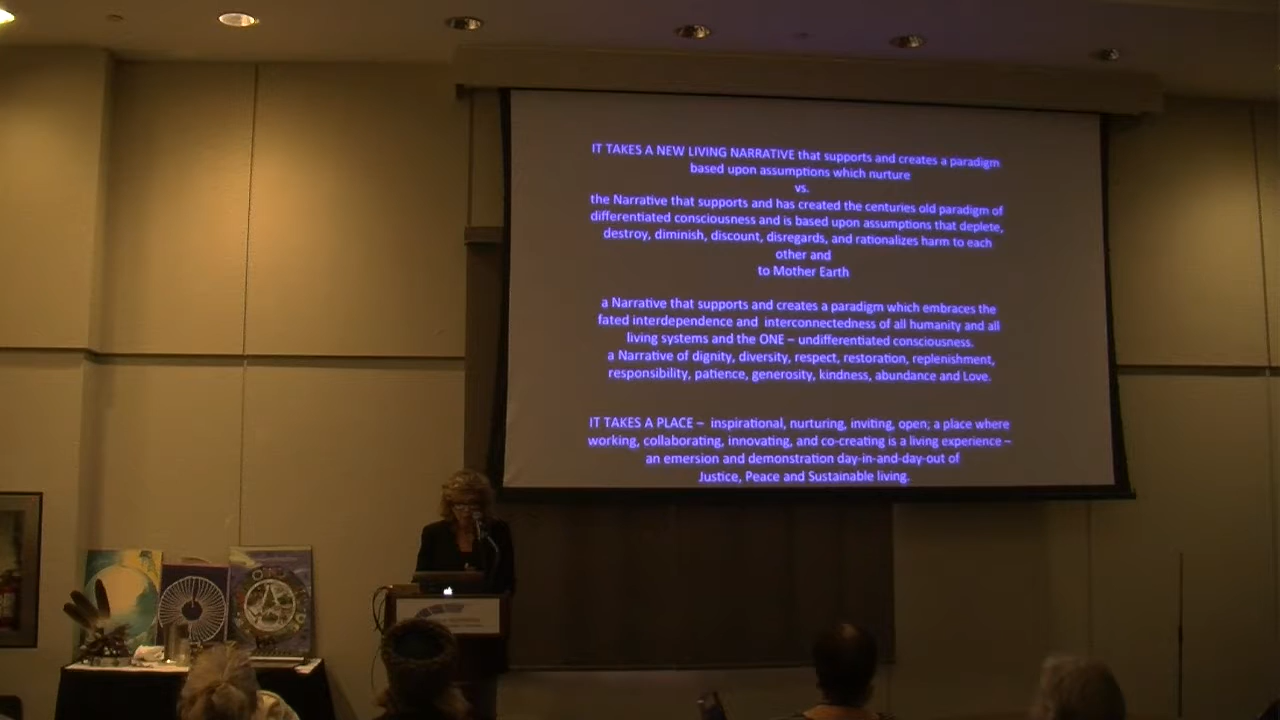 IT TAKES A NEW LIVING NARRATIVE that supports and creates a paradigm
based upon assumptions which nurture
vs.
the Narrative that supports and has created the centuries old paradigm of
differentiated consciousness and is based upon assumptions that deplete,
destroy, diminish, discount, disregards, and rationalizes harm to each
other and
to Mother Earth
a Narrative that supports and creates a paradigm which embraces the
fated interdependence and interconnectedness of all humanity and all
living systems and the ONE – undifferentiated consciousness.
a Narrative of dignity, diversity, respect, restoration, replenishment,
responsibility, patience, generosity, kindness, abundance and Love.
IT TAKES A PLACE – inspirational, nurturing, inviting, open; a place where
working, collaborating, innovating, and co-creating is a living experience –
an emersion and demonstration day-in-and-day-out of
Justice, Peace and Sustainable living.